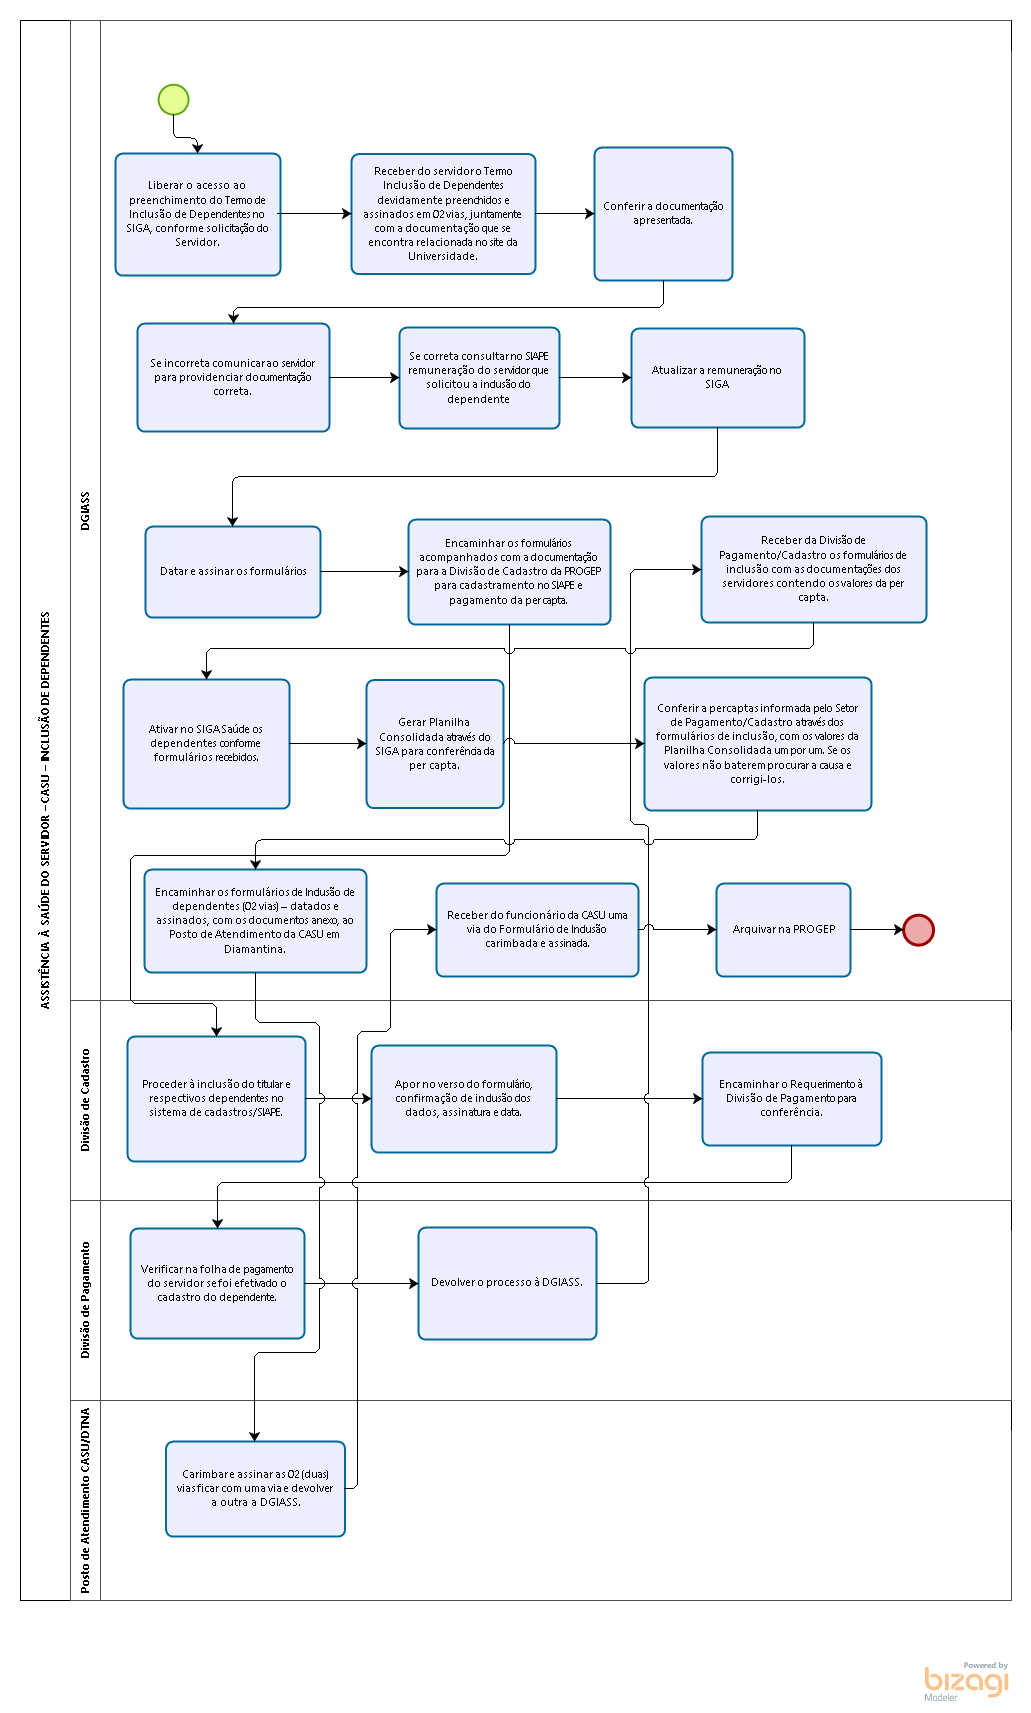 ASSISTÊNCIA À SAÚDE DO SERVIDOR – CASU – INCLUSÃO DE DEPENDENTES
DGIASS
Liberar o acesso ao
preenchimento do Termo de
Inclusão de Dependentes no
SIGA, conforme solicitação do
Servidor.
Receber do servidor o Termo
Inclusão de Dependentes
devidamente preenchidos e
assinados em 02 vias, juntamente
com a documentação que se
encontra relacionada no site da
Universidade.
Conferir a documentação
apresentada.
Se incorreta comunicar ao servidor
para providenciar documentação
correta.
Se correta consultar no SIAPE
remuneração do servidor que
solicitou a inclusão do
dependente
Atualizar a remuneração no
SIGA
Datar e assinar os formulários
Encaminhar os formulários
acompanhados com a documentação
para a Divisão de Cadastro da PROGEP
para cadastramento no SIAPE e
pagamento da per capta.
Receber da Divisão de
Pagamento/Cadastro os formulários de
inclusão com as documentações dos
servidores contendo os valores da per
capta.
Ativar no SIGA Saúde os
dependentes conforme
formulários recebidos.
Gerar Planilha
Consolidada através do
SIGA para conferência da
per capta.
Conferir a percaptas informada pelo Setor
de Pagamento/Cadastro através dos
formulários de inclusão, com os valores da
Planilha Consolidada um por um. Se os
valores não baterem procurar a causa e
corrigi-los.
Encaminhar os formulários de Inclusão de
dependentes (02 vias) – datados e
assinados, com os documentos anexo, ao
Posto de Atendimento da CASU em
Diamantina.
Receber do funcionário da CASU uma
via do Formulário de Inclusão
carimbada e assinada.
Arquivar na PROGEP
Divisão de Cadastro
Proceder à inclusão do titular e
respectivos dependentes no
sistema de cadastros/SIAPE.
Apor no verso do formulário,
confirmação de inclusão dos
dados, assinatura e data.
Encaminhar o Requerimento à
Divisão de Pagamento para
conferência.
Divisão de Pagamento
Verificar na folha de pagamento
do servidor se foi efetivado o
cadastro do dependente.
Devolver o processo à DGIASS.
Posto de Atendimento CASU/DTNA
Carimbar e assinar as 02 (duas)
vias ficar com uma via e devolver
a outra a DGIASS.
Powered by
bizagi
Modeler